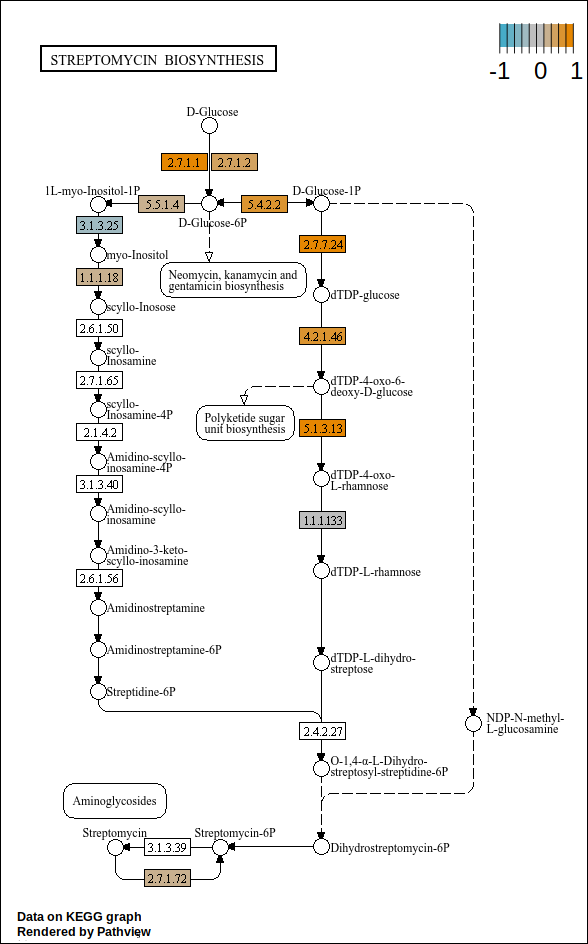 -1 0 1
STREPTOMYCIN BIOSYNTHESIS
D-Glucose
2.7.1.1 2.7.1.2
1L-myo-Inositol-1P
5.5.1.4
5.4.2.2
D-Glucose-1P
D-Glucose-6P
3.1.3.25
2.7.7.24
myo-Inositol
1.1.1.18
Neomycin, kanamycin and
gentamicin biosynthesis
dTDP-glucose
scyllo-Inosose
2.6.1.50
4.2.1.46
scyllo-
Inosamine
2.7.1.65
dTDP-4-oxo-6-
deoxy-D-glucose
scyllo-
Inosamine-4P
Polyketide sugar
unit biosynthesis
2.1.4.2
5.1.3.13
Amidino-scyllo-
inosamine-4P
dTDP-4-oxo-
L-rhamnose
3.1.3.40
Amidino-scyllo-
inosamine
1.1.1.133
Amidino-3-keto-
scyllo-inosamine
2.6.1.56
dTDP-L-rhamnose
Amidinostreptamine
Amidinostreptamine-6P
dTDP-L-dihydro-
streptose
Streptidine-6P
2.4.2.27
NDP-N-methyl-
L-glucosamine
O-1,4-α-L-Dihydro-
streptosyl-streptidine-6P
Aminoglycosides
Streptomycin
Streptomycin-6P
3.1.3.39
Dihydrostreptomycin-6P
2.7.1.72
Data on KEGG graph
Rendered by Pathview